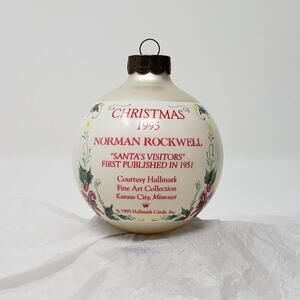 CHRISTMAS
1995
NORMAN ROCKWELL
"SANTA'S VISITORS"
FIRST PUBLISHED IN 1951
Courtesy Hallmark
Fine Art Collection
Kansas City, Missouri
© 1995 Hallmark Cards, Inc.